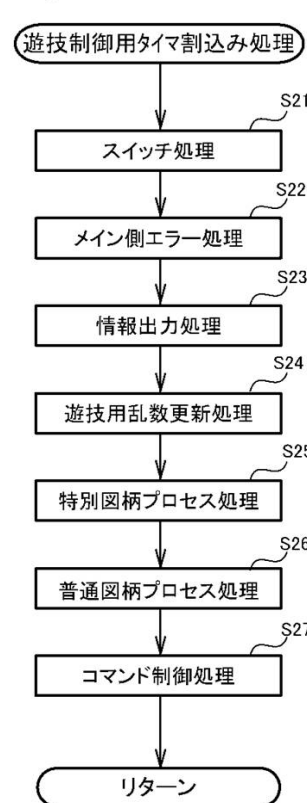 遊技制御用タイマ割込み処理
S21
スイッチ処理
S22
メイン側エラー処理
S23
情報出力処理
S24
遊技用乱数更新処理
S25
特別図柄プロセス処理
S26
普通図柄プロセス処理
S27
コマンド制御処理
リターン